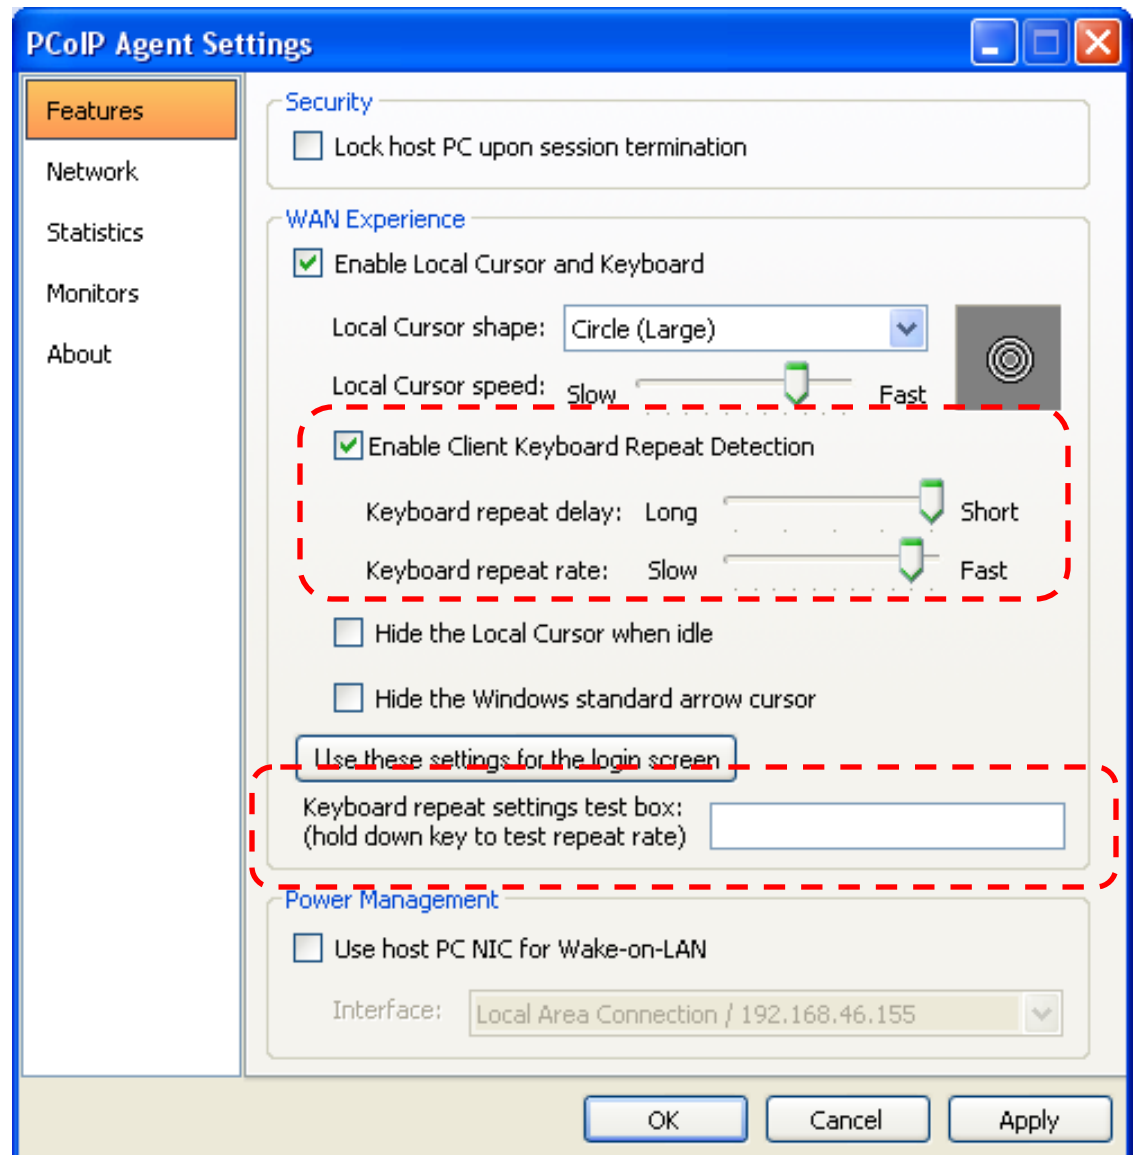 PCoIP Agent Settings
Features
Network
Statistics
Monitors
About
Security
Lock host PC upon session termination
WAN Experience
Enable Local Cursor and Keyboard
Local Cursor shape: Circle (Large)
Local Cursor speed: Slow Fast
Enable Client Keyboard Repeat Detection
Keyboard repeat delay: Long Short
Keyboard repeat rate: Slow Fast
Hide the Local Cursor when idle
Hide the Windows standard arrow cursor
Use these settings for the login screen
Keyboard repeat settings test box:
(hold down key to test repeat rate)
Power Management
Use host PC NIC for Wake-on-LAN
Interface: Local Area Connection / 192.168.46.155
OK Cancel Apply